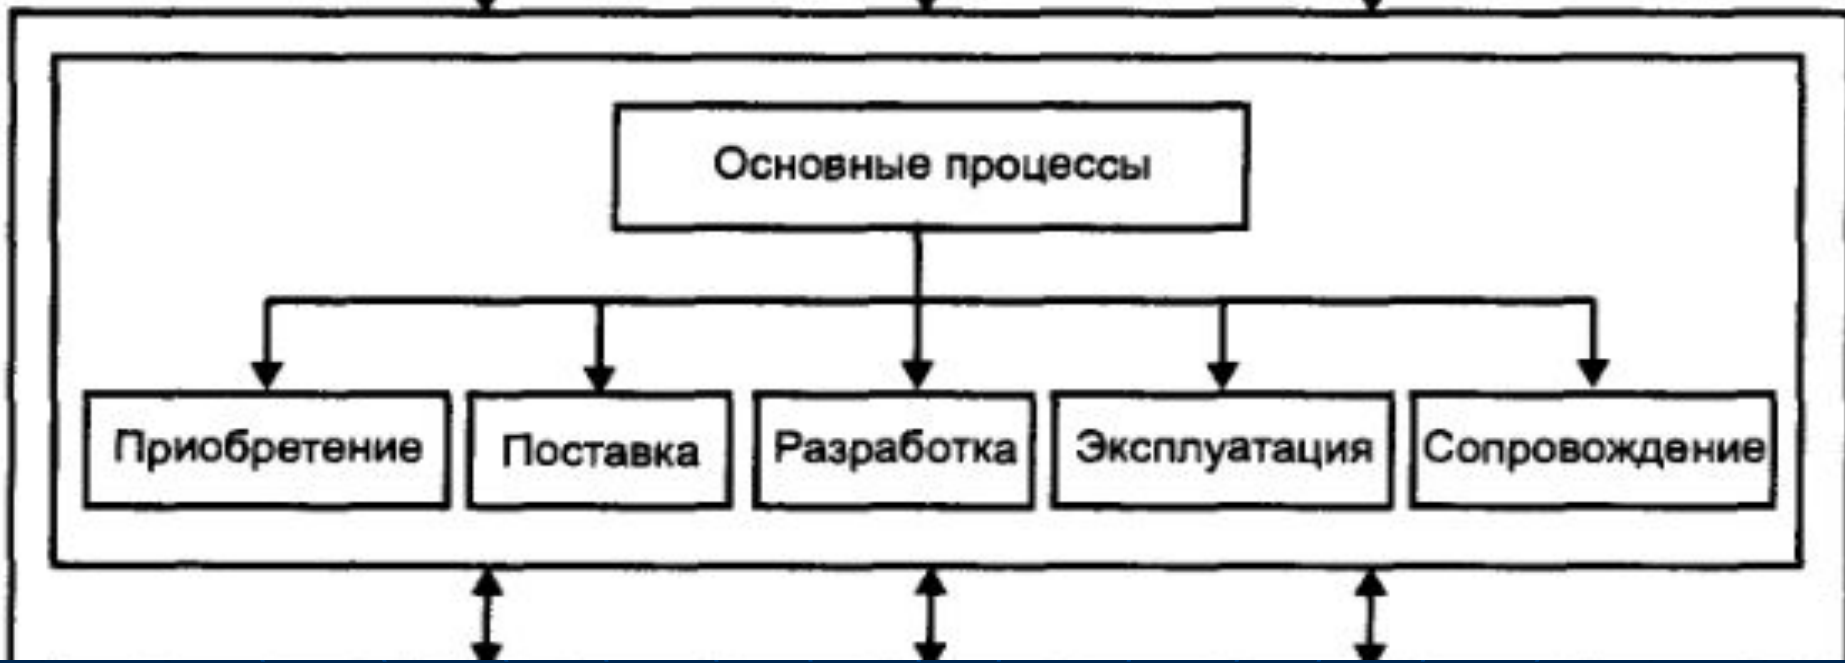 Основные процессы
Приобретение
Поставка
Разработка
Эксплуатация
Сопровождение